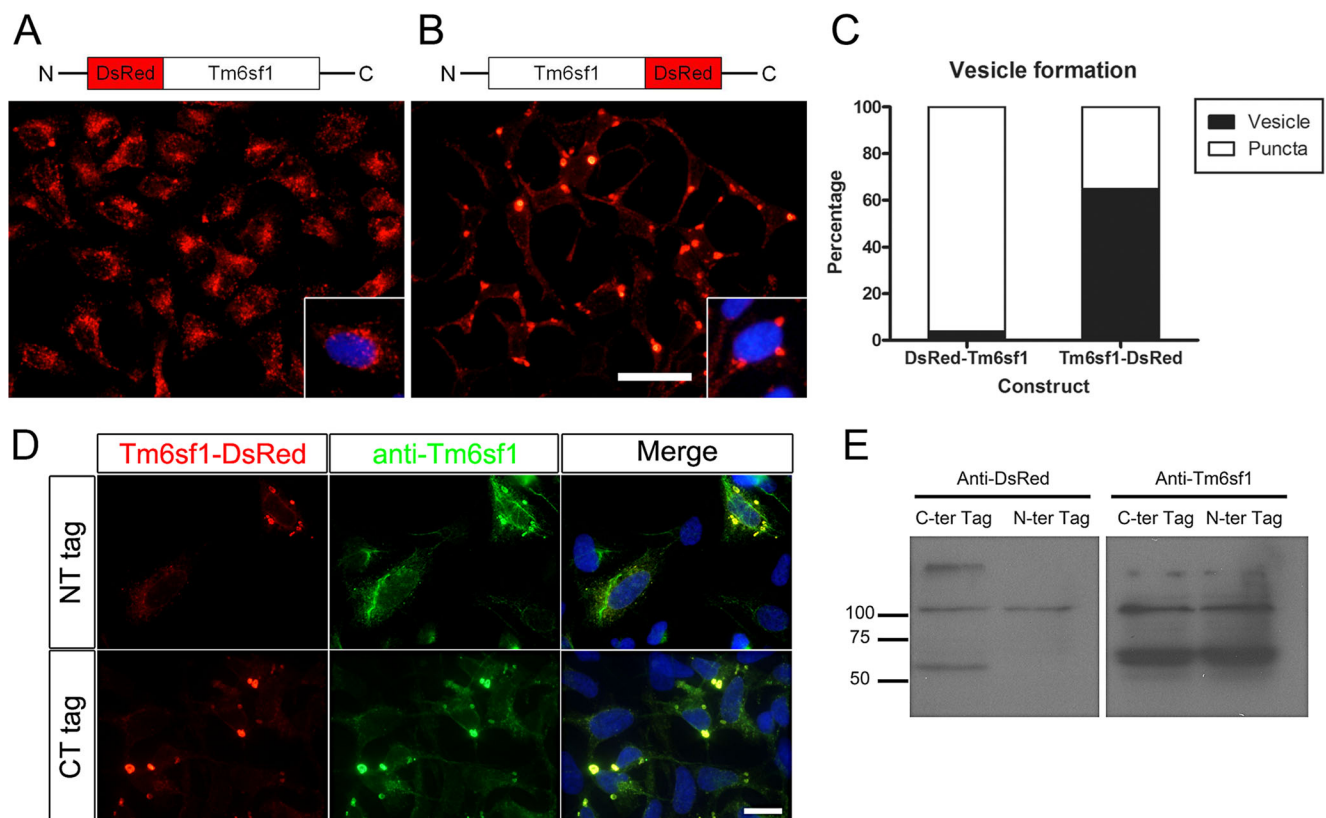 A
N DsRed Tm6sf1 C
B
N Tm6sf1 DsRed C
C
Vesicle formation
100
80
60
40
20
0
Percentage
DsRed-Tm6sf1 Tm6sf1-DsRed
Construct
Vesicle
Puncta
D
Tm6sf1-DsRed anti-Tm6sf1 Merge
NT tag
CT tag
E
Anti-DsRed Anti-Tm6sf1
C-ter Tag N-ter Tag C-ter Tag N-ter Tag
100
75
50